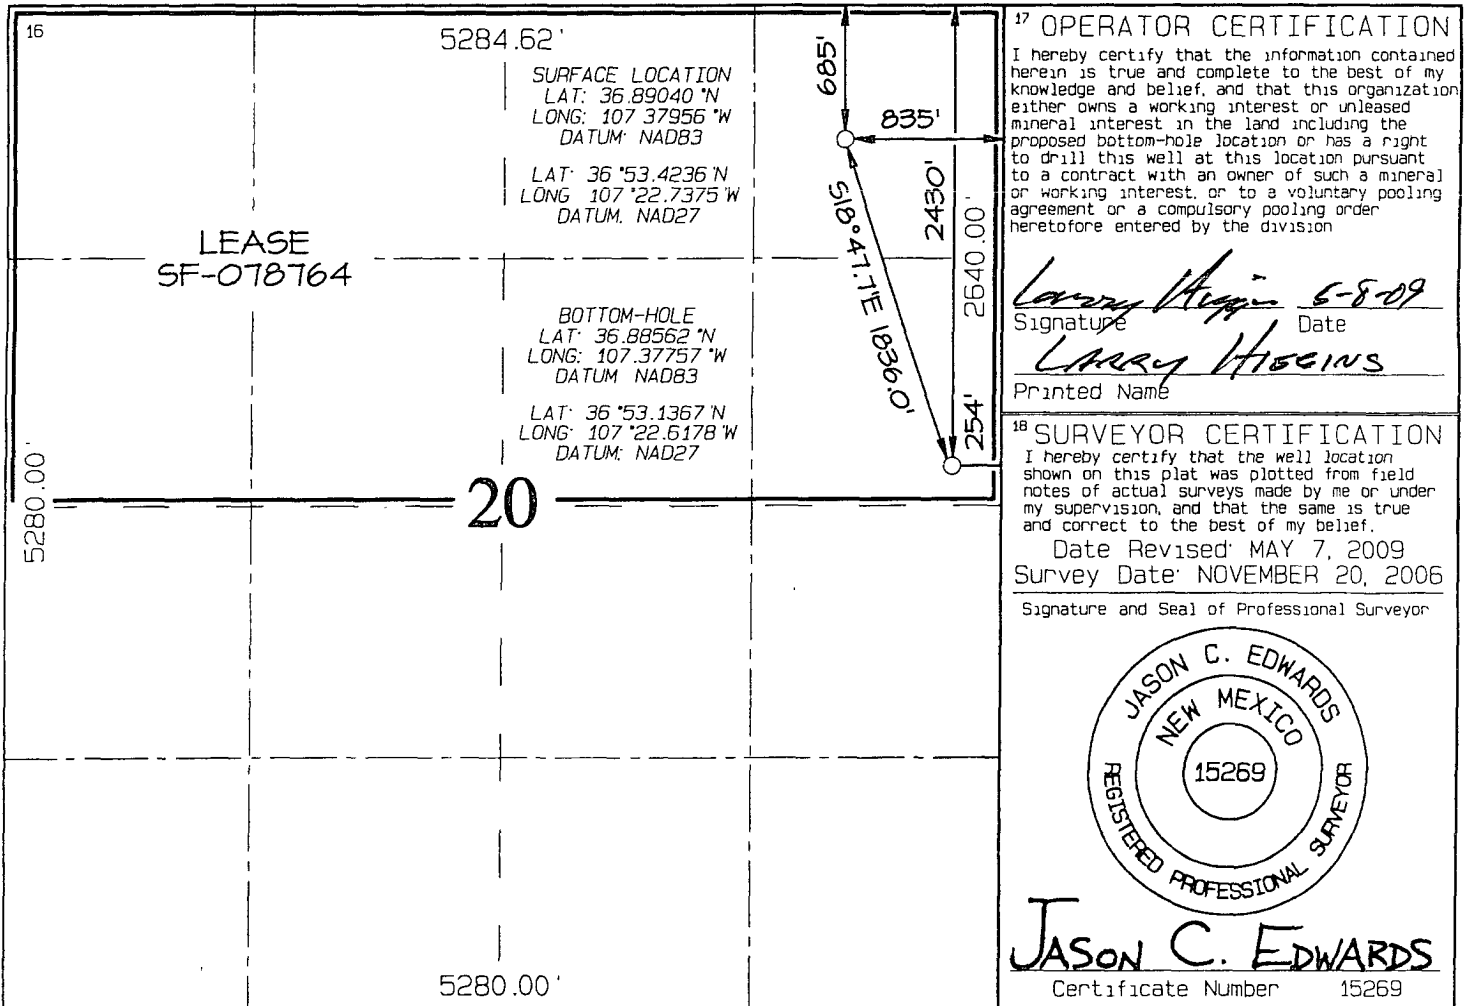 16
5284.62'
SURFACE LOCATION
LAT: 36.89040 °N
LONG: 107 37956 °W
DATUM: NAD83
LAT: 36 °53.4236'N
LONG 107 °22.7375'W
DATUM. NAD27
LEASE
SF-078764
BOTTOM-HOLE
LAT: 36.88562 °N
LONG: 107.37757 °W
DATUM NAD83
LAT: 36 °53.1367'N
LONG: 107 °22.6178'W
DATUM: NAD27
685'
835'
2430'
2640.00'
S18°47.7'E 1836.0'
254'
5280.00'
20
5280.00'
17 OPERATOR CERTIFICATION
I hereby certify that the information contained
herein is true and complete to the best of my
knowledge and belief, and that this organization
either owns a working interest or unleased
mineral interest in the land including the
proposed bottom-hole location or has a right
to drill this well at this location pursuant
to a contract with an owner of such a mineral
or working interest, or to a voluntary pooling
agreement or a compulsory pooling order
heretofore entered by the division
Larry Higgins 5-8-09
Signature Date
LARRY HIGGINS
Printed Name
18 SURVEYOR CERTIFICATION
I hereby certify that the well location
shown on this plat was plotted from field
notes of actual surveys made by me or under
my supervision, and that the same is true
and correct to the best of my belief.
Date Revised: MAY 7, 2009
Survey Date: NOVEMBER 20, 2006
Signature and Seal of Professional Surveyor
JASON C. EDWARDS
NEW MEXICO
15269
REGISTERED PROFESSIONAL SURVEYOR
JASON C. EDWARDS
Certificate Number 15269